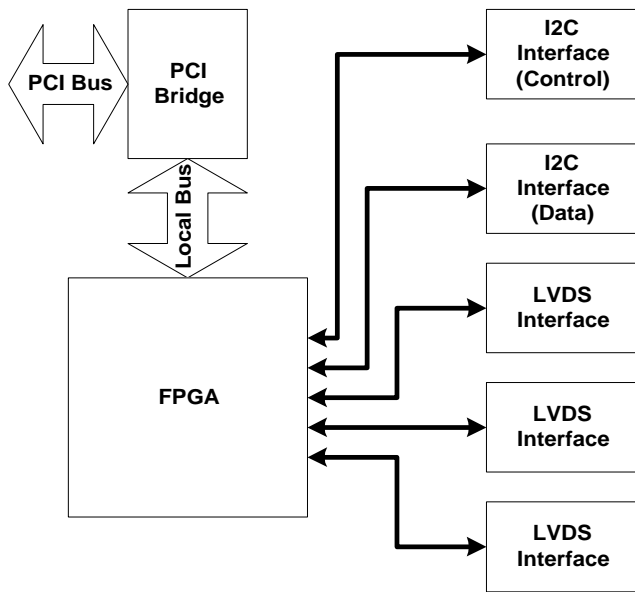 PCI Bus
PCI
Bridge
Local Bus
FPGA
I2C
Interface
(Control)
I2C
Interface
(Data)
LVDS
Interface
LVDS
Interface
LVDS
Interface